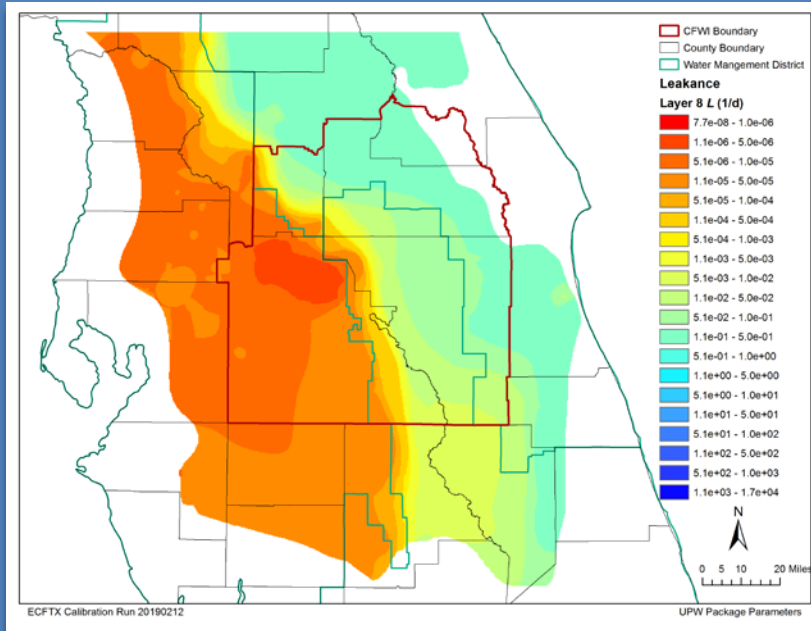 CFWI Boundary
County Boundary
Water Mangement District
Leakance
Layer 8 L (1/d)
7.7e-08 - 1.0e-06
1.1e-06 - 5.0e-06
5.1e-06 - 1.0e-05
1.1e-05 - 5.0e-05
5.1e-05 - 1.0e-04
1.1e-04 - 5.0e-04
5.1e-04 - 1.0e-03
1.1e-03 - 5.0e-03
5.1e-03 - 1.0e-02
1.1e-02 - 5.0e-02
5.1e-02 - 1.0e-01
1.1e-01 - 5.0e-01
5.1e-01 - 1.0e+00
1.1e+00 - 5.0e+00
5.1e+00 - 1.0e+01
1.1e+01 - 5.0e+01
5.1e+01 - 1.0e+02
1.1e+02 - 5.0e+02
5.1e+02 - 1.0e+03
1.1e+03 - 1.7e+04
N
0 5 10 20 Miles
ECFTX Calibration Run 20190212
UPW Package Parameters